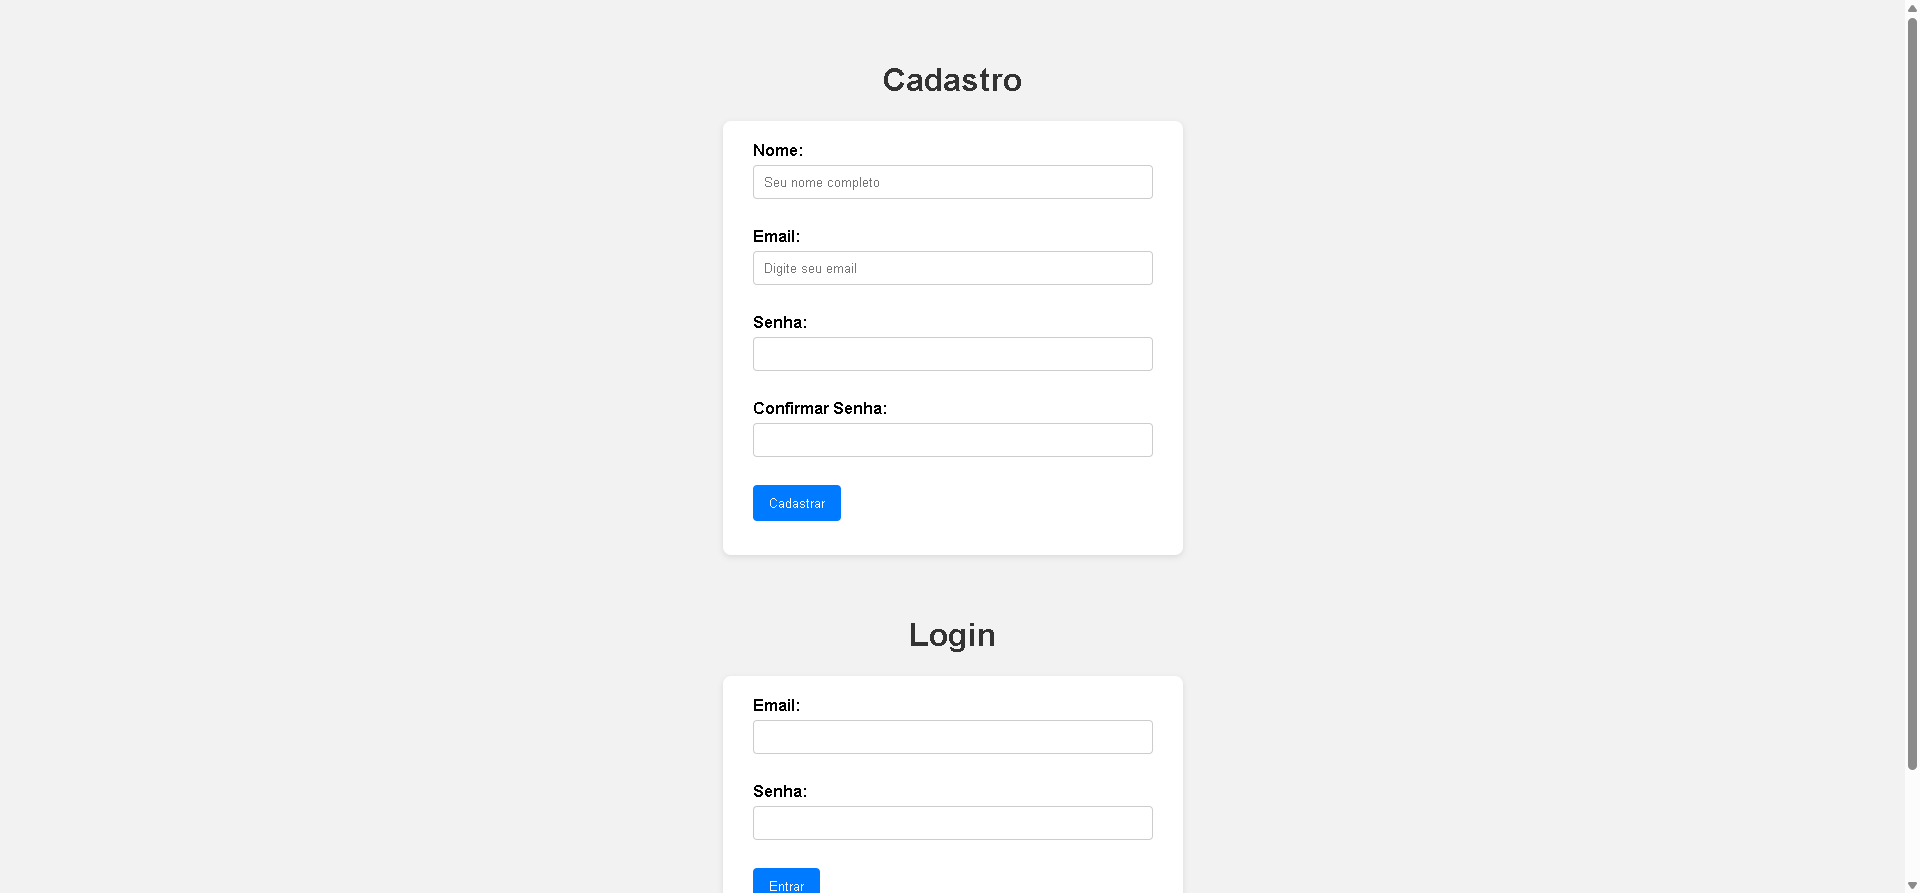 Cadastro
Nome:
Seu nome completo
Email:
Digite seu email
Senha:
Confirmar Senha:
Cadastrar
Login
Email:
Senha:
Entrar